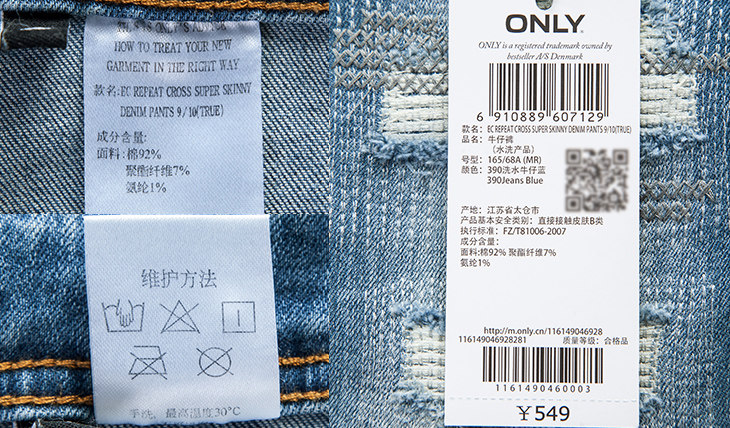 HOW TO TREAT YOUR NEW
GARMENT IN THE RIGHT WAY
款名:EC REPEAT CROSS SUPER SKINNY
DENIM PANTS 9/10(TRUE)
成分含量:
面料:棉92%
聚酯纤维7%
氨纶1%
维护方法
手洗，最高温度30°C
ONLY
ONLY is a registered trademark owned by
bestseller A/S Denmark
6 910889 607129
款名：EC REPEAT CROSS SUPER SKINNY DENIM PANTS 9/10(TRUE)
品名：牛仔裤
（水洗产品）
号型：165/68A (MR)
颜色：390洗水牛仔蓝
390Jeans Blue
产地：江苏省太仓市
产品基本安全类别：直接接触皮肤B类
执行标准：FZ/T81006-2007
成分含量：
面料:棉92% 聚酯纤维7%
氨纶1%
http://m.only.cn/116149046928
116149046928281 质量等级：合格品
1161490460003
￥549